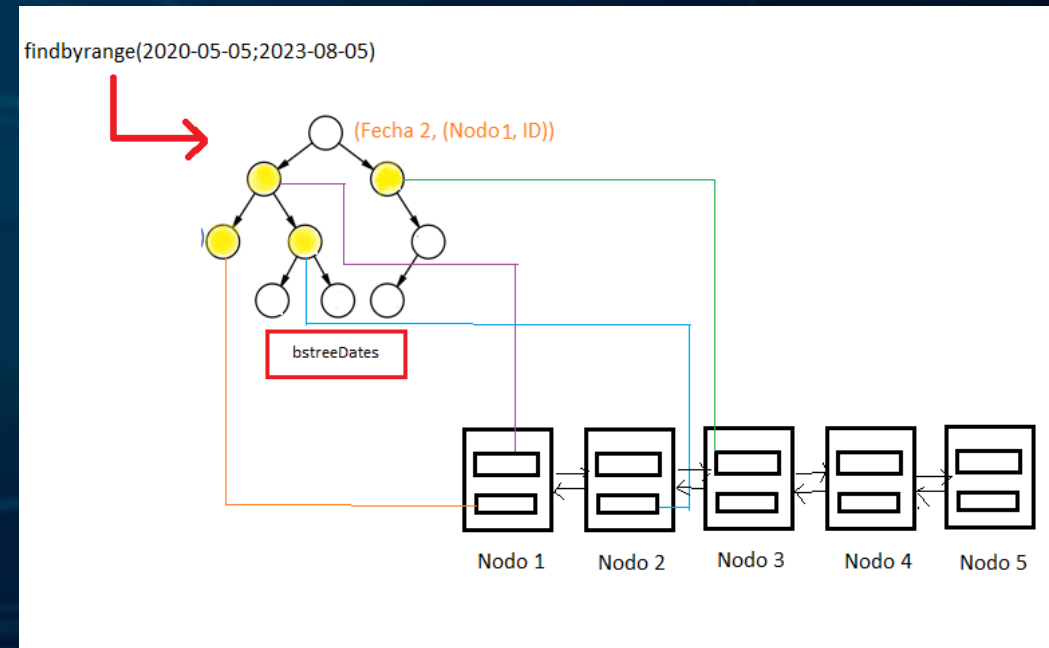 findbyrange(2020-05-05;2023-08-05)
(Fecha 2, (Nodo1, ID))
)
bstreeDates
Nodo 1
Nodo 2
Nodo 3
Nodo 4
Nodo 5